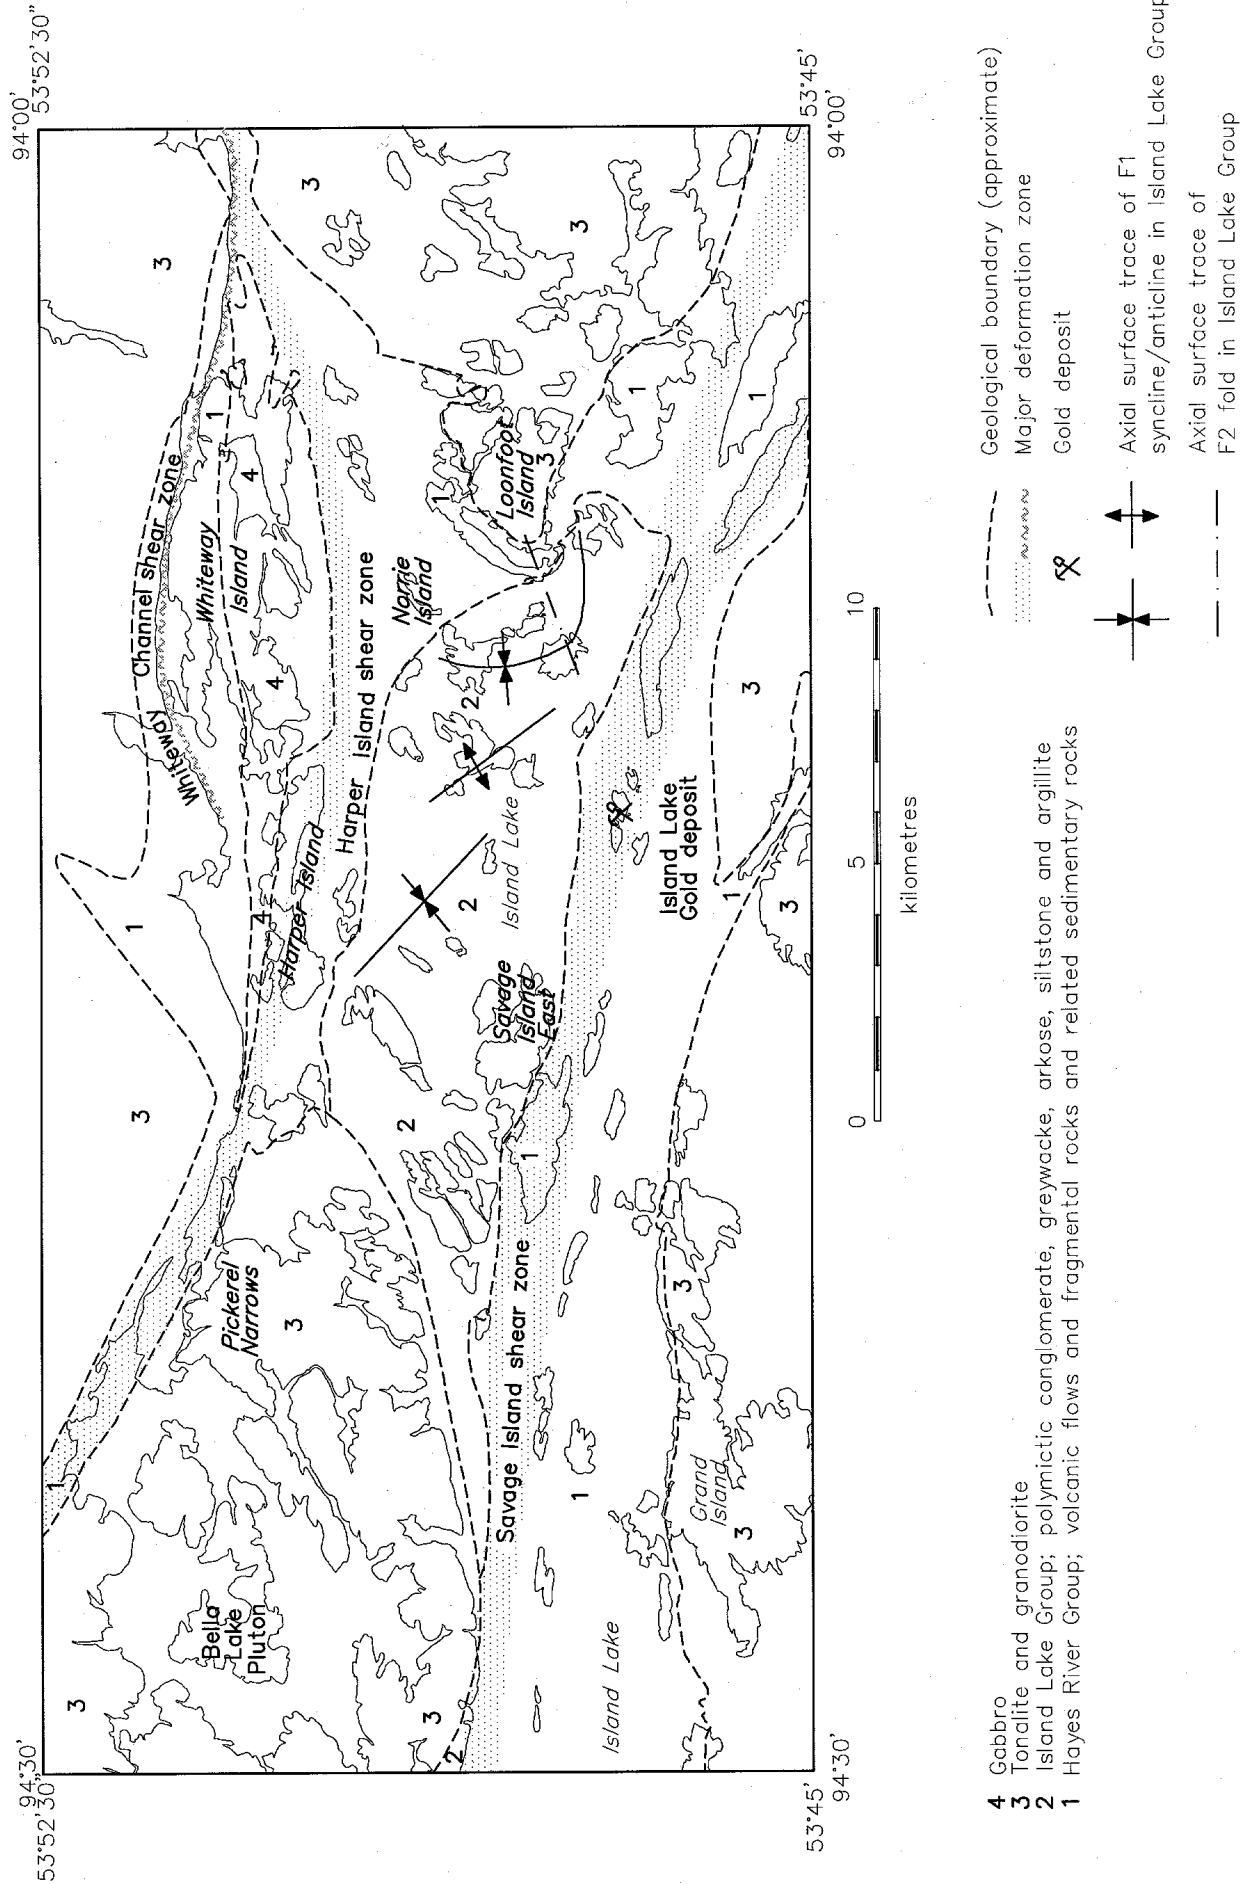 94°30'
53°52'30"
94°00'
53°52'30"
3
Bella
Lake
Pluton
3
2
1
Pickerel
Narrows
3
3
1
4
Harper Island
Harper Island shear zone
Whiteway
Channel shear zone
Whiteway
Island
4
4
1
3
3
3
Norrie
Island
1
Loonfoot
Island
3
1
1
2
2
Island Lake
2
Savage
Island
East
1
Savage Island shear zone
1
Island Lake
Gold deposit
3
1
3
3
Grand
Island
3
Island Lake
53°45'
94°30'
53°45'
94°00'
0
5
10
kilometres
4 Gabbro
3 Tonalite and granodiorite
2 Island Lake Group; polymictic conglomerate, greywacke, arkose, siltstone and argillite
1 Hayes River Group; volcanic flows and fragmental rocks and related sedimentary rocks
Geological boundary (approximate)
Major deformation zone
Gold deposit
Axial surface trace of F1
syncline/anticline in Island Lake Group
Axial surface trace of
F2 fold in Island Lake Group